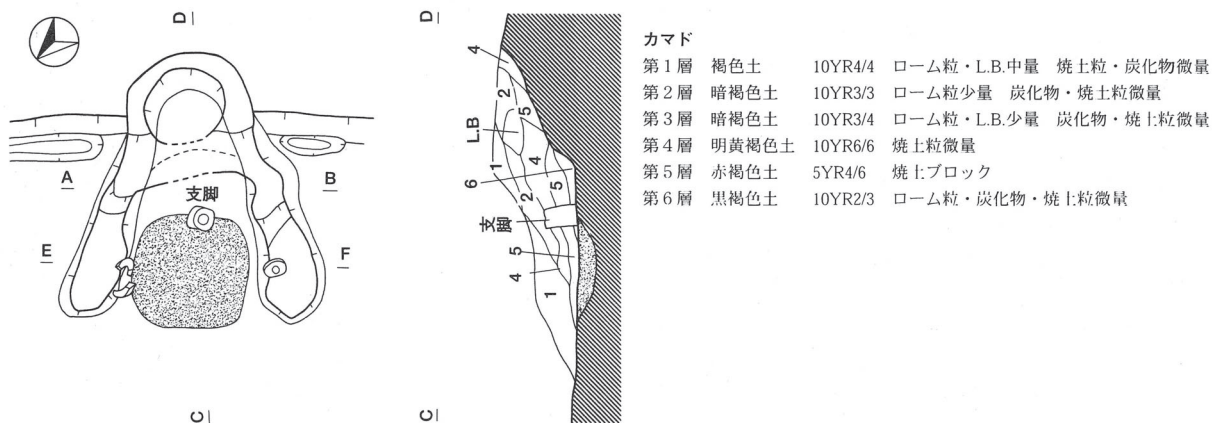 D
A
B
支脚
E
F
C
D
4
2
5
L.B
1
4
6
2
5
支脚
5
4
1
C
カマド
第1層 褐色土 10YR4/4 ローム粒・L.B.中量 焼土粒・炭化物微量
第2層 暗褐色土 10YR3/3 ローム粒少量 炭化物・焼土粒微量
第3層 暗褐色土 10YR3/4 ローム粒・L.B.少量 炭化物・焼土粒微量
第4層 明黄褐色土 10YR6/6 焼土粒微量
第5層 赤褐色土 5YR4/6 焼土ブロック
第6層 黒褐色土 10YR2/3 ローム粒・炭化物・焼土粒微量